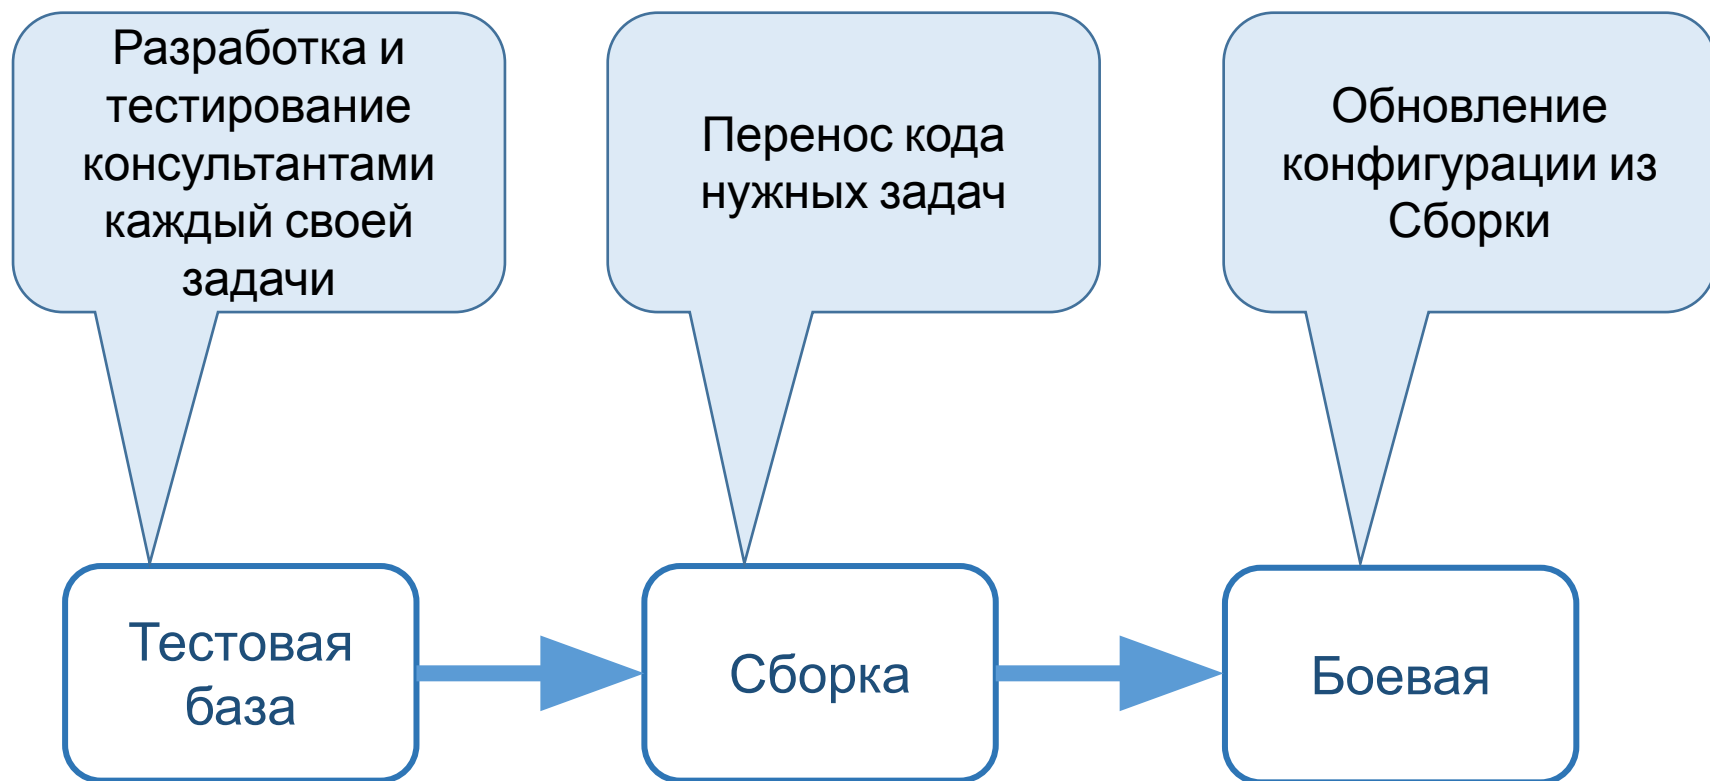 Разработка и
тестирование
консультантами
каждый своей
задачи
Перенос кода
нужных задач
Обновление
конфигурации из
Сборки
Тестовая
база
Сборка
Боевая